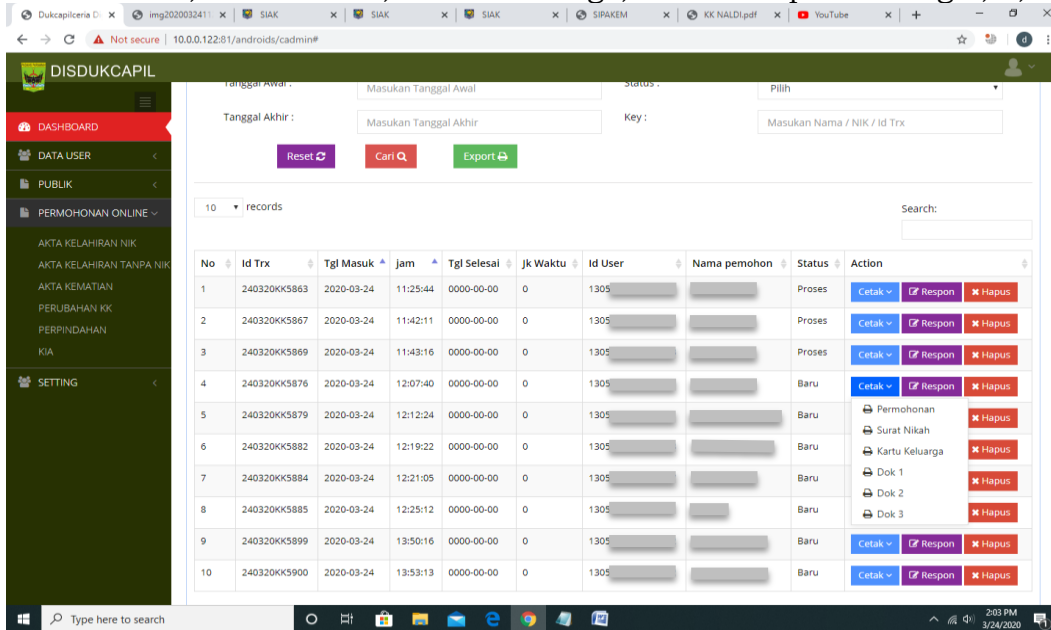 Dukcapilceria D
img2020032411
SIAK
SIAK
SIAK
SIPAKEM
KK NALDI.pdf
YouTube
Not secure | 10.0.0.122:81/androids/cadmin#
d
DISDUKCAPIL
DASHBOARD
DATA USER
PUBLIK
PERMOHONAN ONLINE
AKTA KELAHIRAN NIK
AKTA KELAHIRAN TANPA NIK
AKTA KEMATIAN
PERUBAHAN KK
PERPINDAHAN
KIA
SETTING
Tanggal Awal :
Masukan Tanggal Awal
Status :
Pilih
Tanggal Akhir :
Masukan Tanggal Akhir
Key :
Masukan Nama / NIK / Id Trx
Reset
Cari
Export
10 records
Search:
No Id Trx Tgl Masuk jam Tgl Selesai Jk Waktu Id User Nama pemohon Status Action
1 240320KK5863 2020-03-24 11:25:44 0000-00-00 0 1305 Proses Cetak Respon Hapus
2 240320KK5867 2020-03-24 11:42:11 0000-00-00 0 1305 Proses Cetak Respon Hapus
3 240320KK5869 2020-03-24 11:43:16 0000-00-00 0 1305 Proses Cetak Respon Hapus
4 240320KK5876 2020-03-24 12:07:40 0000-00-00 0 1305 Baru Cetak Respon Hapus
5 240320KK5879 2020-03-24 12:12:24 0000-00-00 0 1305 Baru Hapus
6 240320KK5882 2020-03-24 12:19:22 0000-00-00 0 1305 Baru Hapus
7 240320KK5884 2020-03-24 12:21:05 0000-00-00 0 1305 Baru Hapus
8 240320KK5885 2020-03-24 12:25:12 0000-00-00 0 1305 Baru Hapus
Permohonan
Surat Nikah
Kartu Keluarga
Dok 1
Dok 2
Dok 3
9 240320KK5899 2020-03-24 13:50:16 0000-00-00 0 1305 Baru Cetak Respon Hapus
10 240320KK5900 2020-03-24 13:53:13 0000-00-00 0 1305 Baru Cetak Respon Hapus
Type here to search
2:03 PM
3/24/2020